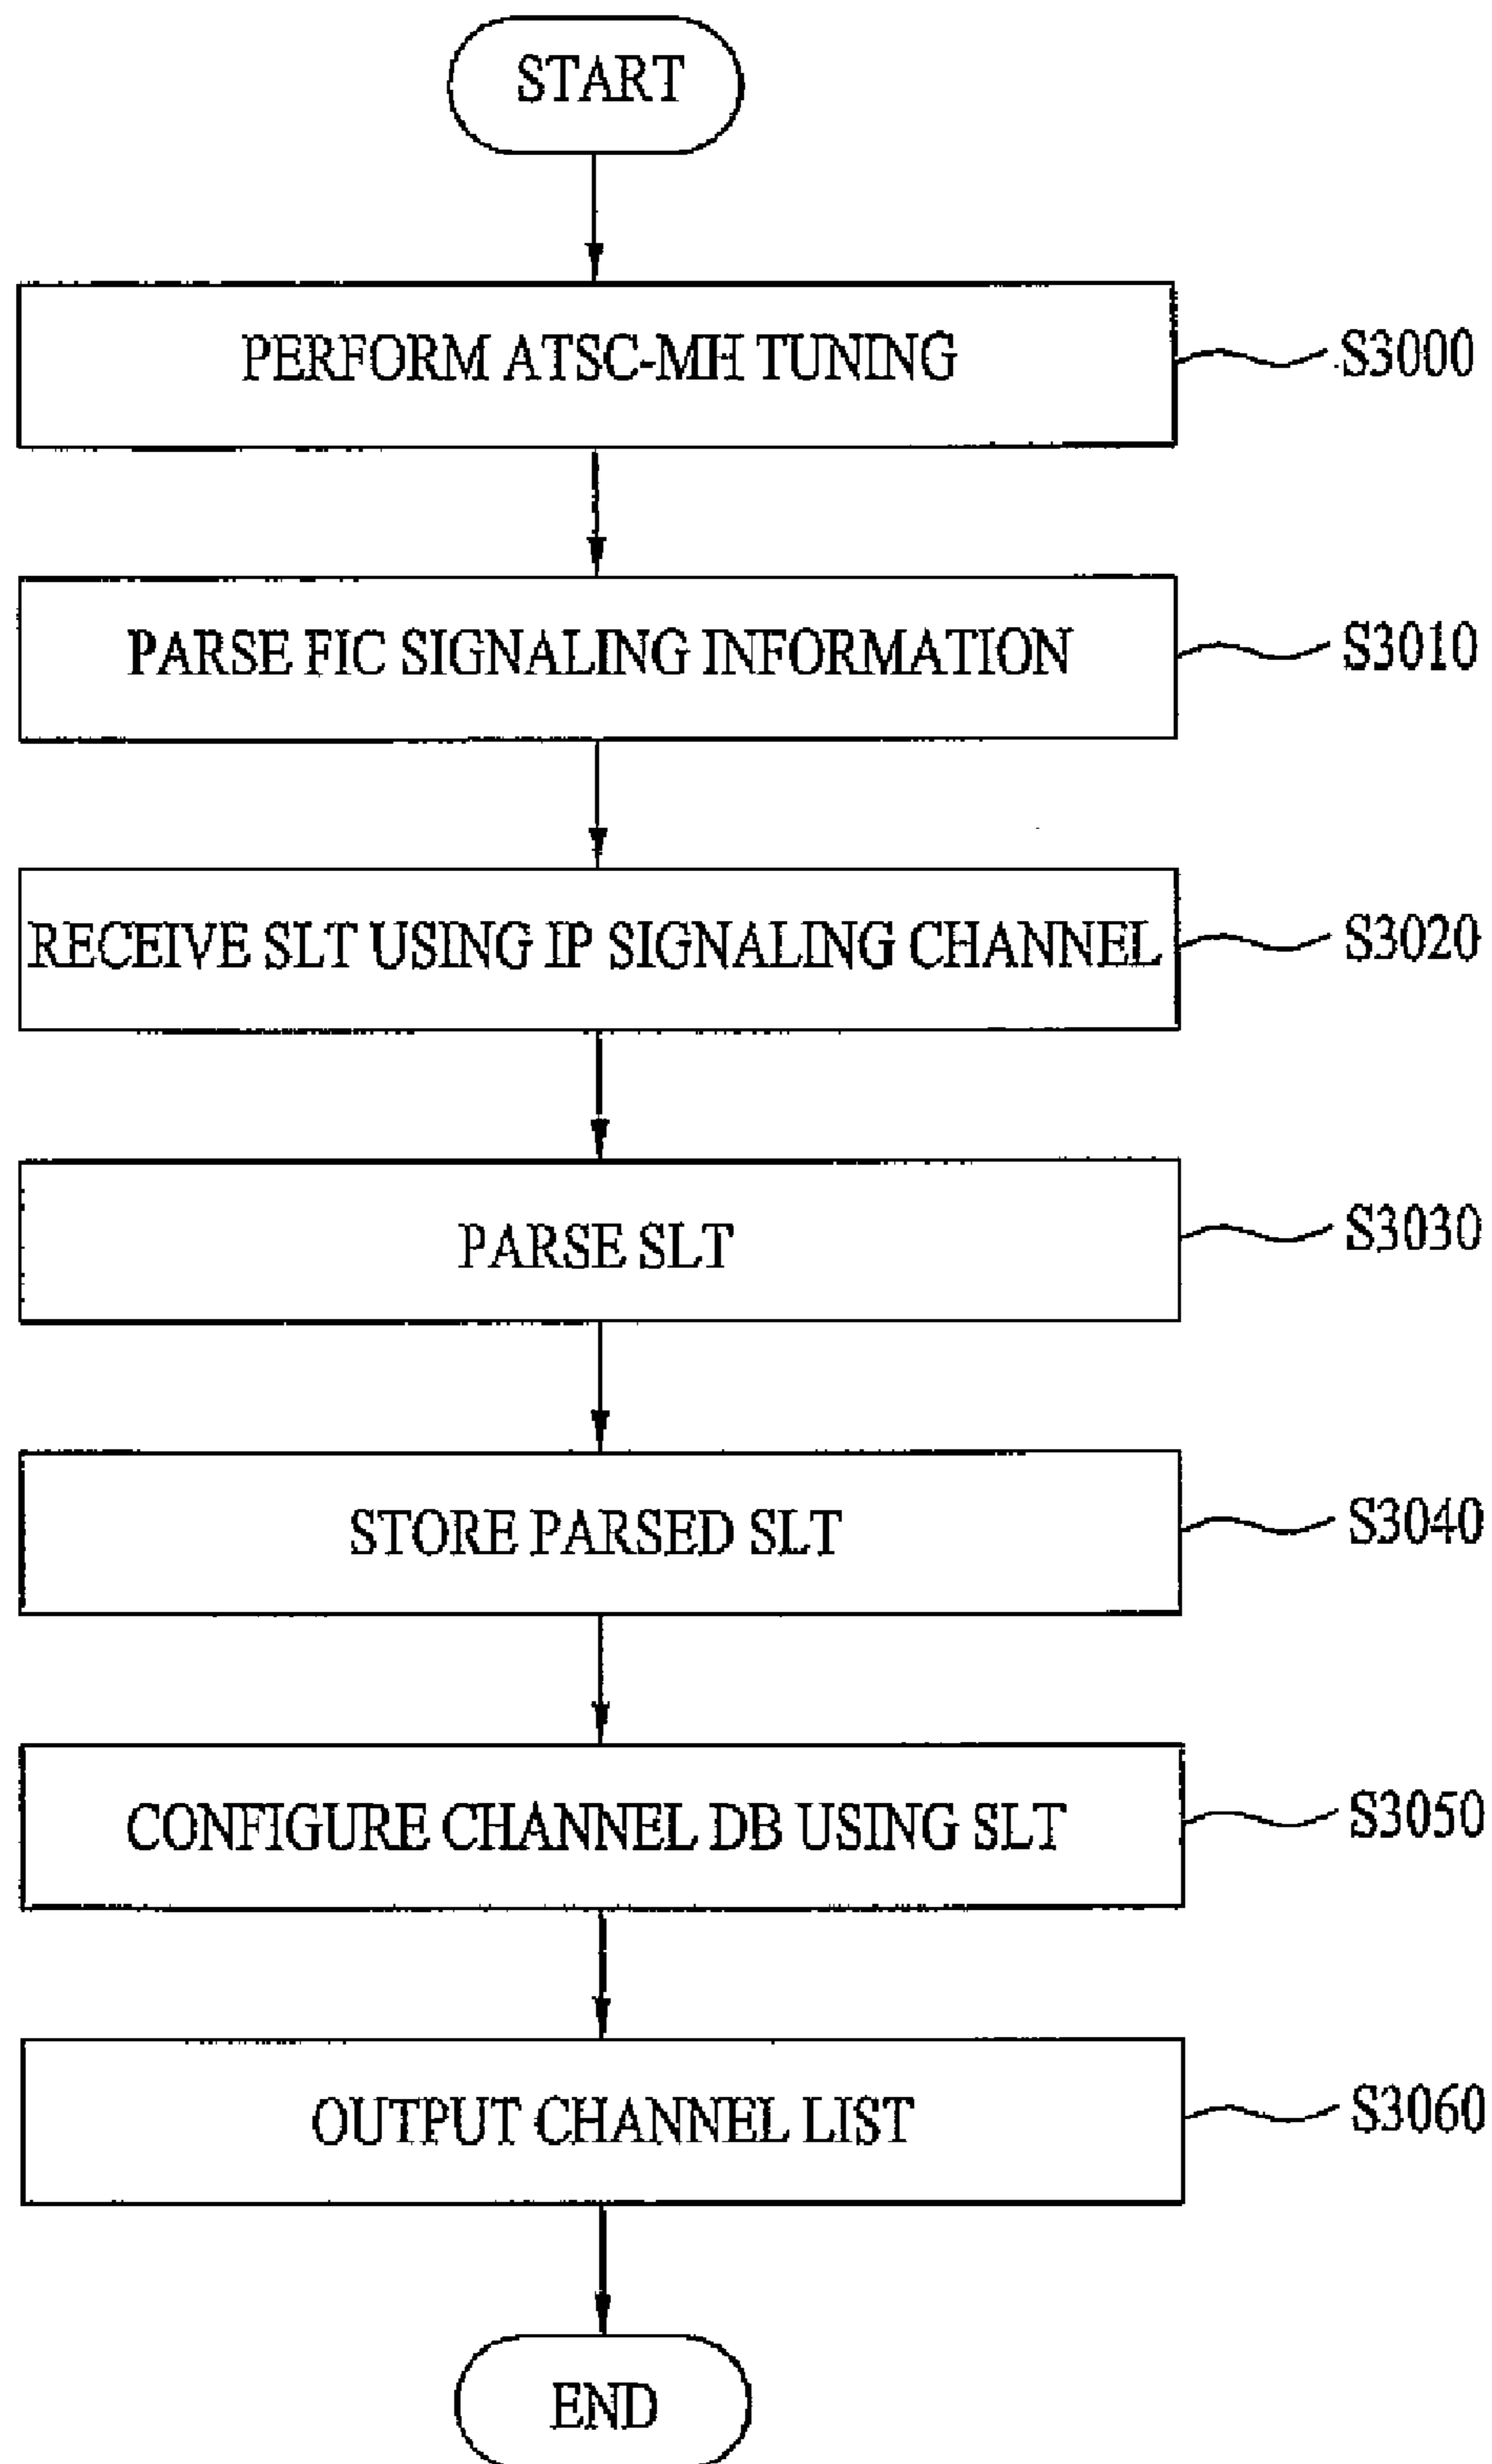 START
PERFORM ATSC-MH TUNING
S3000
PARSE FIC SIGNALING INFORMATION
S3010
RECEIVE SLT USING IP SIGNALING CHANNEL
S3020
PARSE SLT
S3030
STORE PARSED SLT
S3040
CONFIGURE CHANNEL DB USING SLT
S3050
OUTPUT CHANNEL LIST
S3060
END